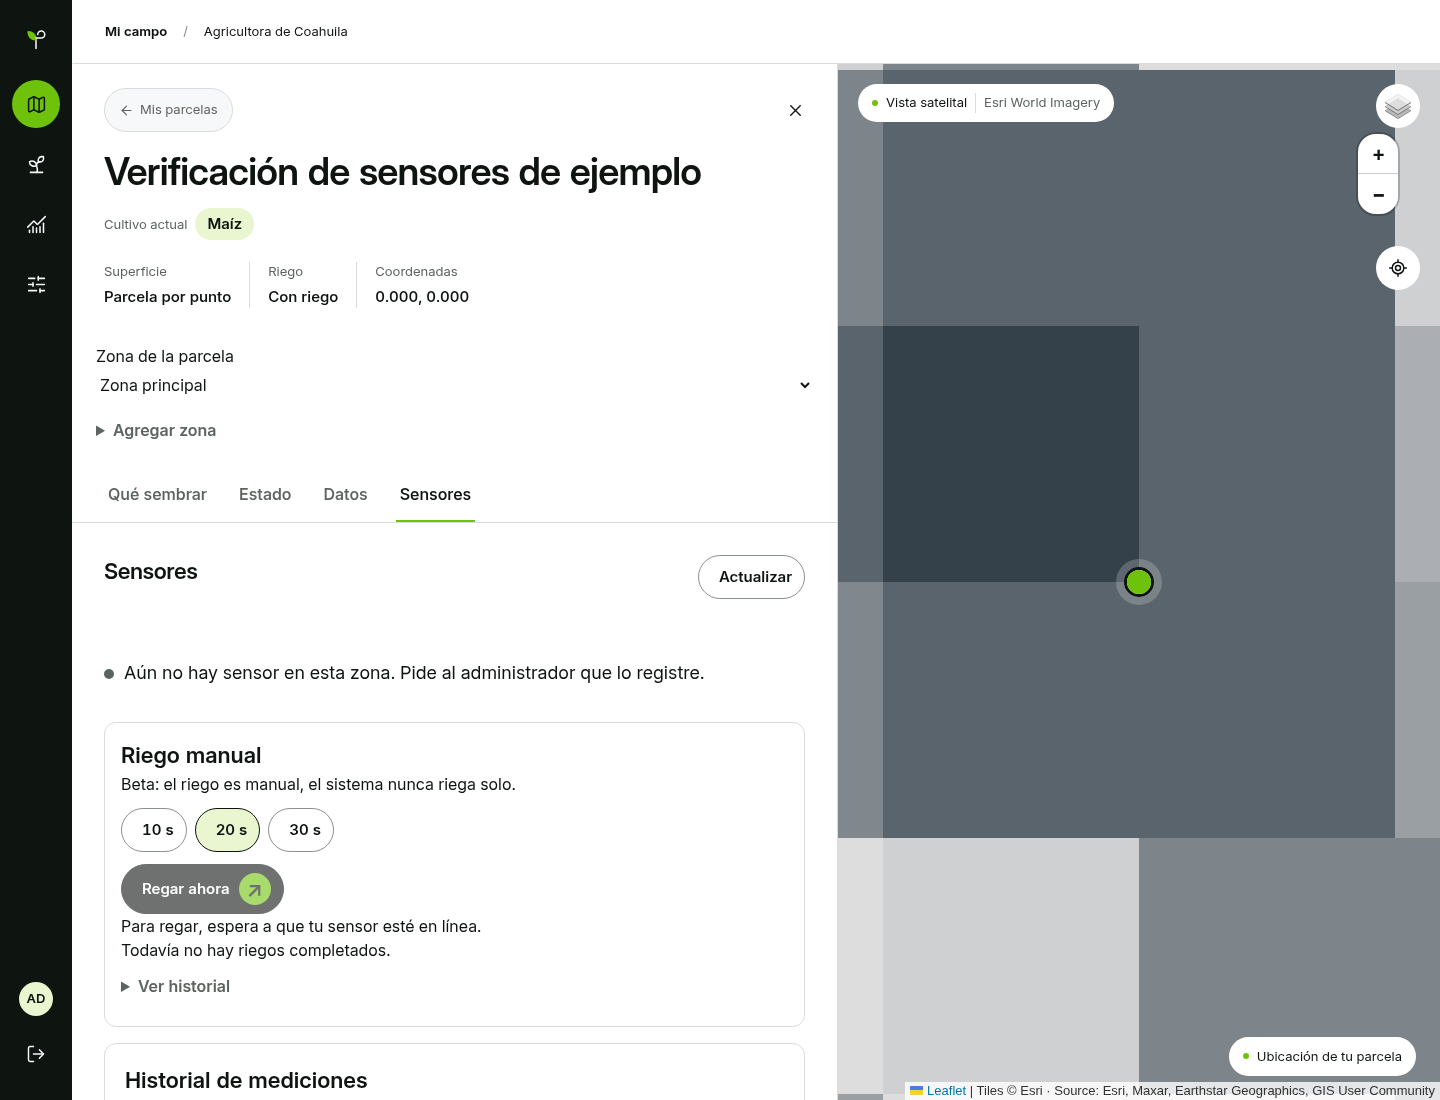 Mi campo / Agricultora de Coahuila
Mis parcelas
Verificación de sensores de ejemplo
Cultivo actual Maíz
Superficie Riego Coordenadas
Parcela por punto Con riego 0.000, 0.000
Zona de la parcela
Zona principal
Agregar zona
Qué sembrar Estado Datos Sensores
Sensores
Actualizar
Aún no hay sensor en esta zona. Pide al administrador que lo registre.
Riego manual
Beta: el riego es manual, el sistema nunca riega solo.
10 s 20 s 30 s
Regar ahora
Para regar, espera a que tu sensor esté en línea.
Todavía no hay riegos completados.
Ver historial
Historial de mediciones
AD
Vista satelital Esri World Imagery
+
−
Ubicación de tu parcela
Leaflet | Tiles © Esri · Source: Esri, Maxar, Earthstar Geographics, GIS User Community